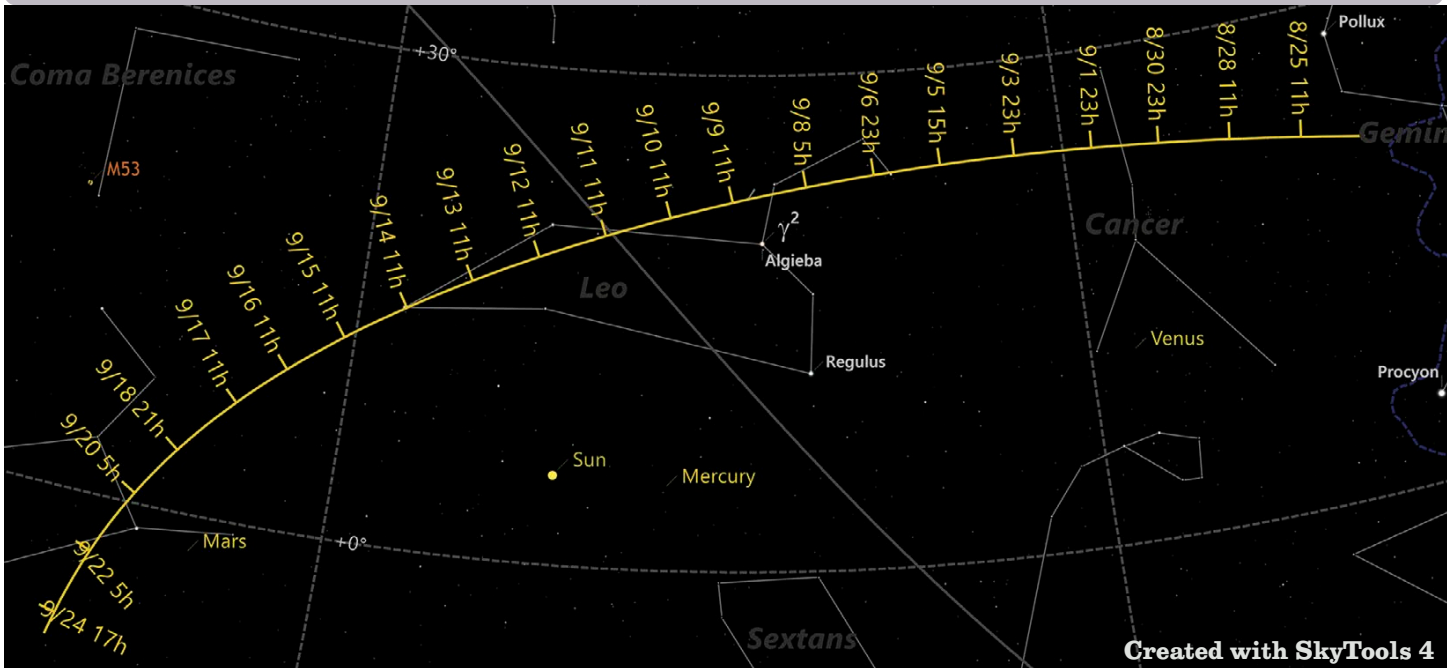 Pollux
+30°
Coma Berenices
8/25 11h
8/28 11h
8/30 23h
9/1 23h
9/3 23h
9/5 15h
9/6 23h
9/8 5h
9/9 11h
9/10 11h
9/11 11h
9/12 11h
9/13 11h
9/14 11h
9/15 11h
9/16 11h
9/17 11h
9/18 21h
9/20 5h
9/22 5h
9/24 17h
Gemin
M53
γ²
Algieba
Cancer
Leo
Venus
Regulus
Procyon
Sun
Mercury
Mars
+0°
Sextans
Created with SkyTools 4